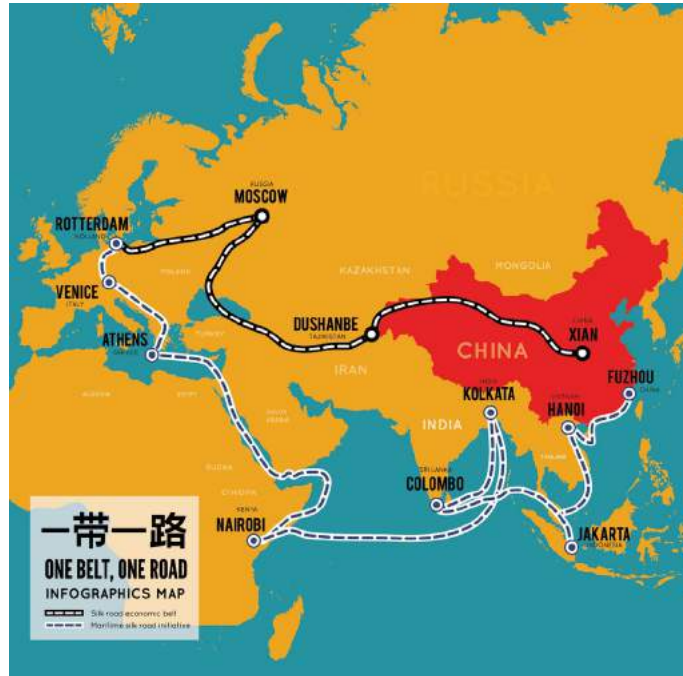 RUSSIA
RUSSIA
MOSCOW
ROTTERDAM
HOLLAND
POLAND
KAZAKHSTAN
MONGOLIA
VENICE
ITALY
DUSHANBE
TAJIKISTAN
CHINA
XIAN
ATHENS
GREECE
TURKEY
CHINA
IRAN
FUZHOU
CHINA
INDIA
KOLKATA
VIETNAM
HANOI
ALGERIA
EGYPT
SAUDI
ARABIA
INDIA
THAILAND
SRI LANKA
COLOMBO
SUDAN
ETHIOPIA
KENYA
NAIROBI
JAKARTA
INDONESIA
一带一路
ONE BELT, ONE ROAD
INFOGRAPHICS MAP
Silk road economic belt
Maritime silk road initiative